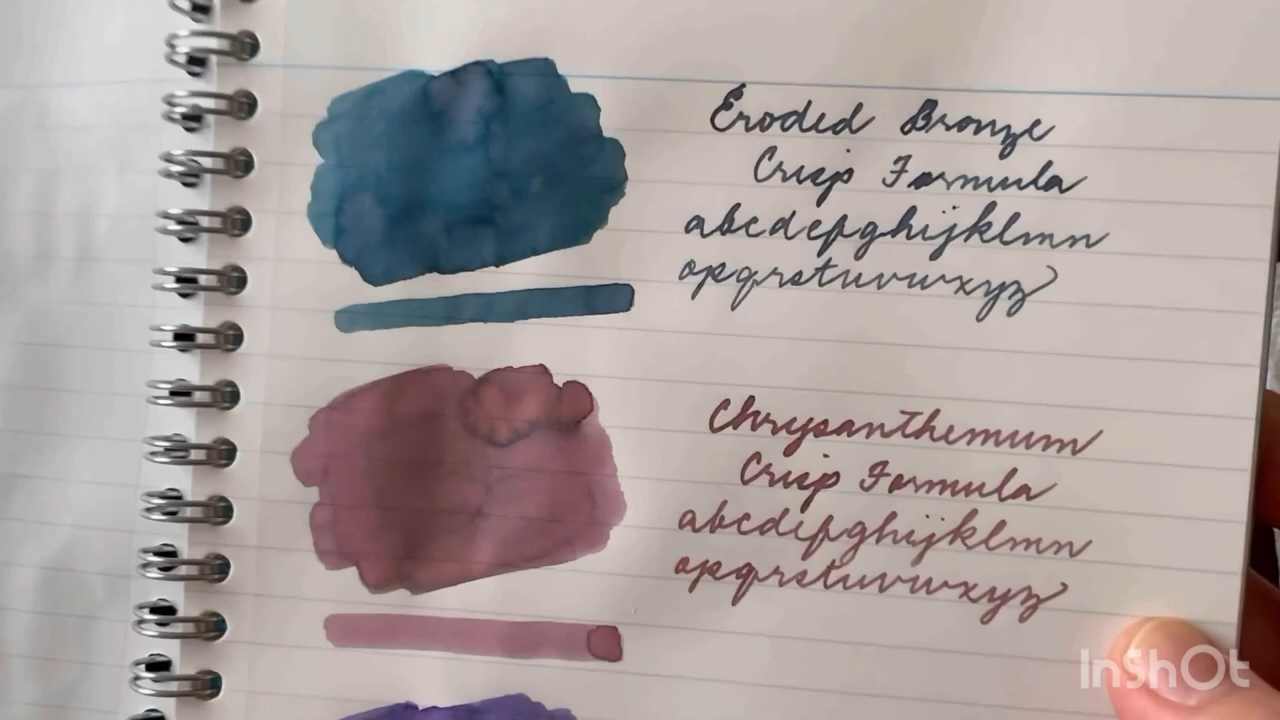 Eroded Bronze
Crisp Formula
abcdefghijklmn
opqrstuvwxyz
Chrysanthemum
Crisp Formula
abcdefghijklmn
opqrstuvwxyz
InShOt